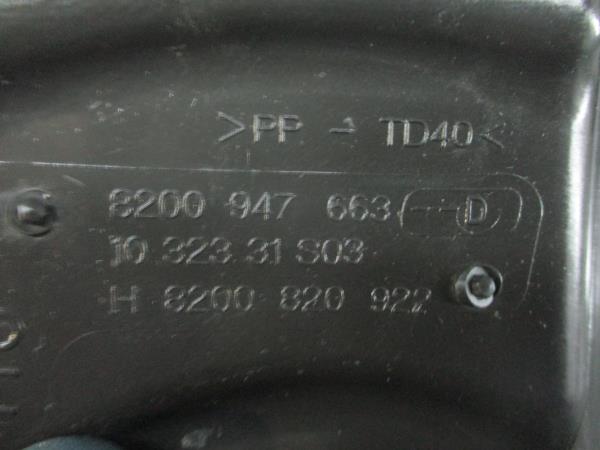 >PP - TD40<
8200 947 663 --D
10 323 31 S03
H 8200 820 922